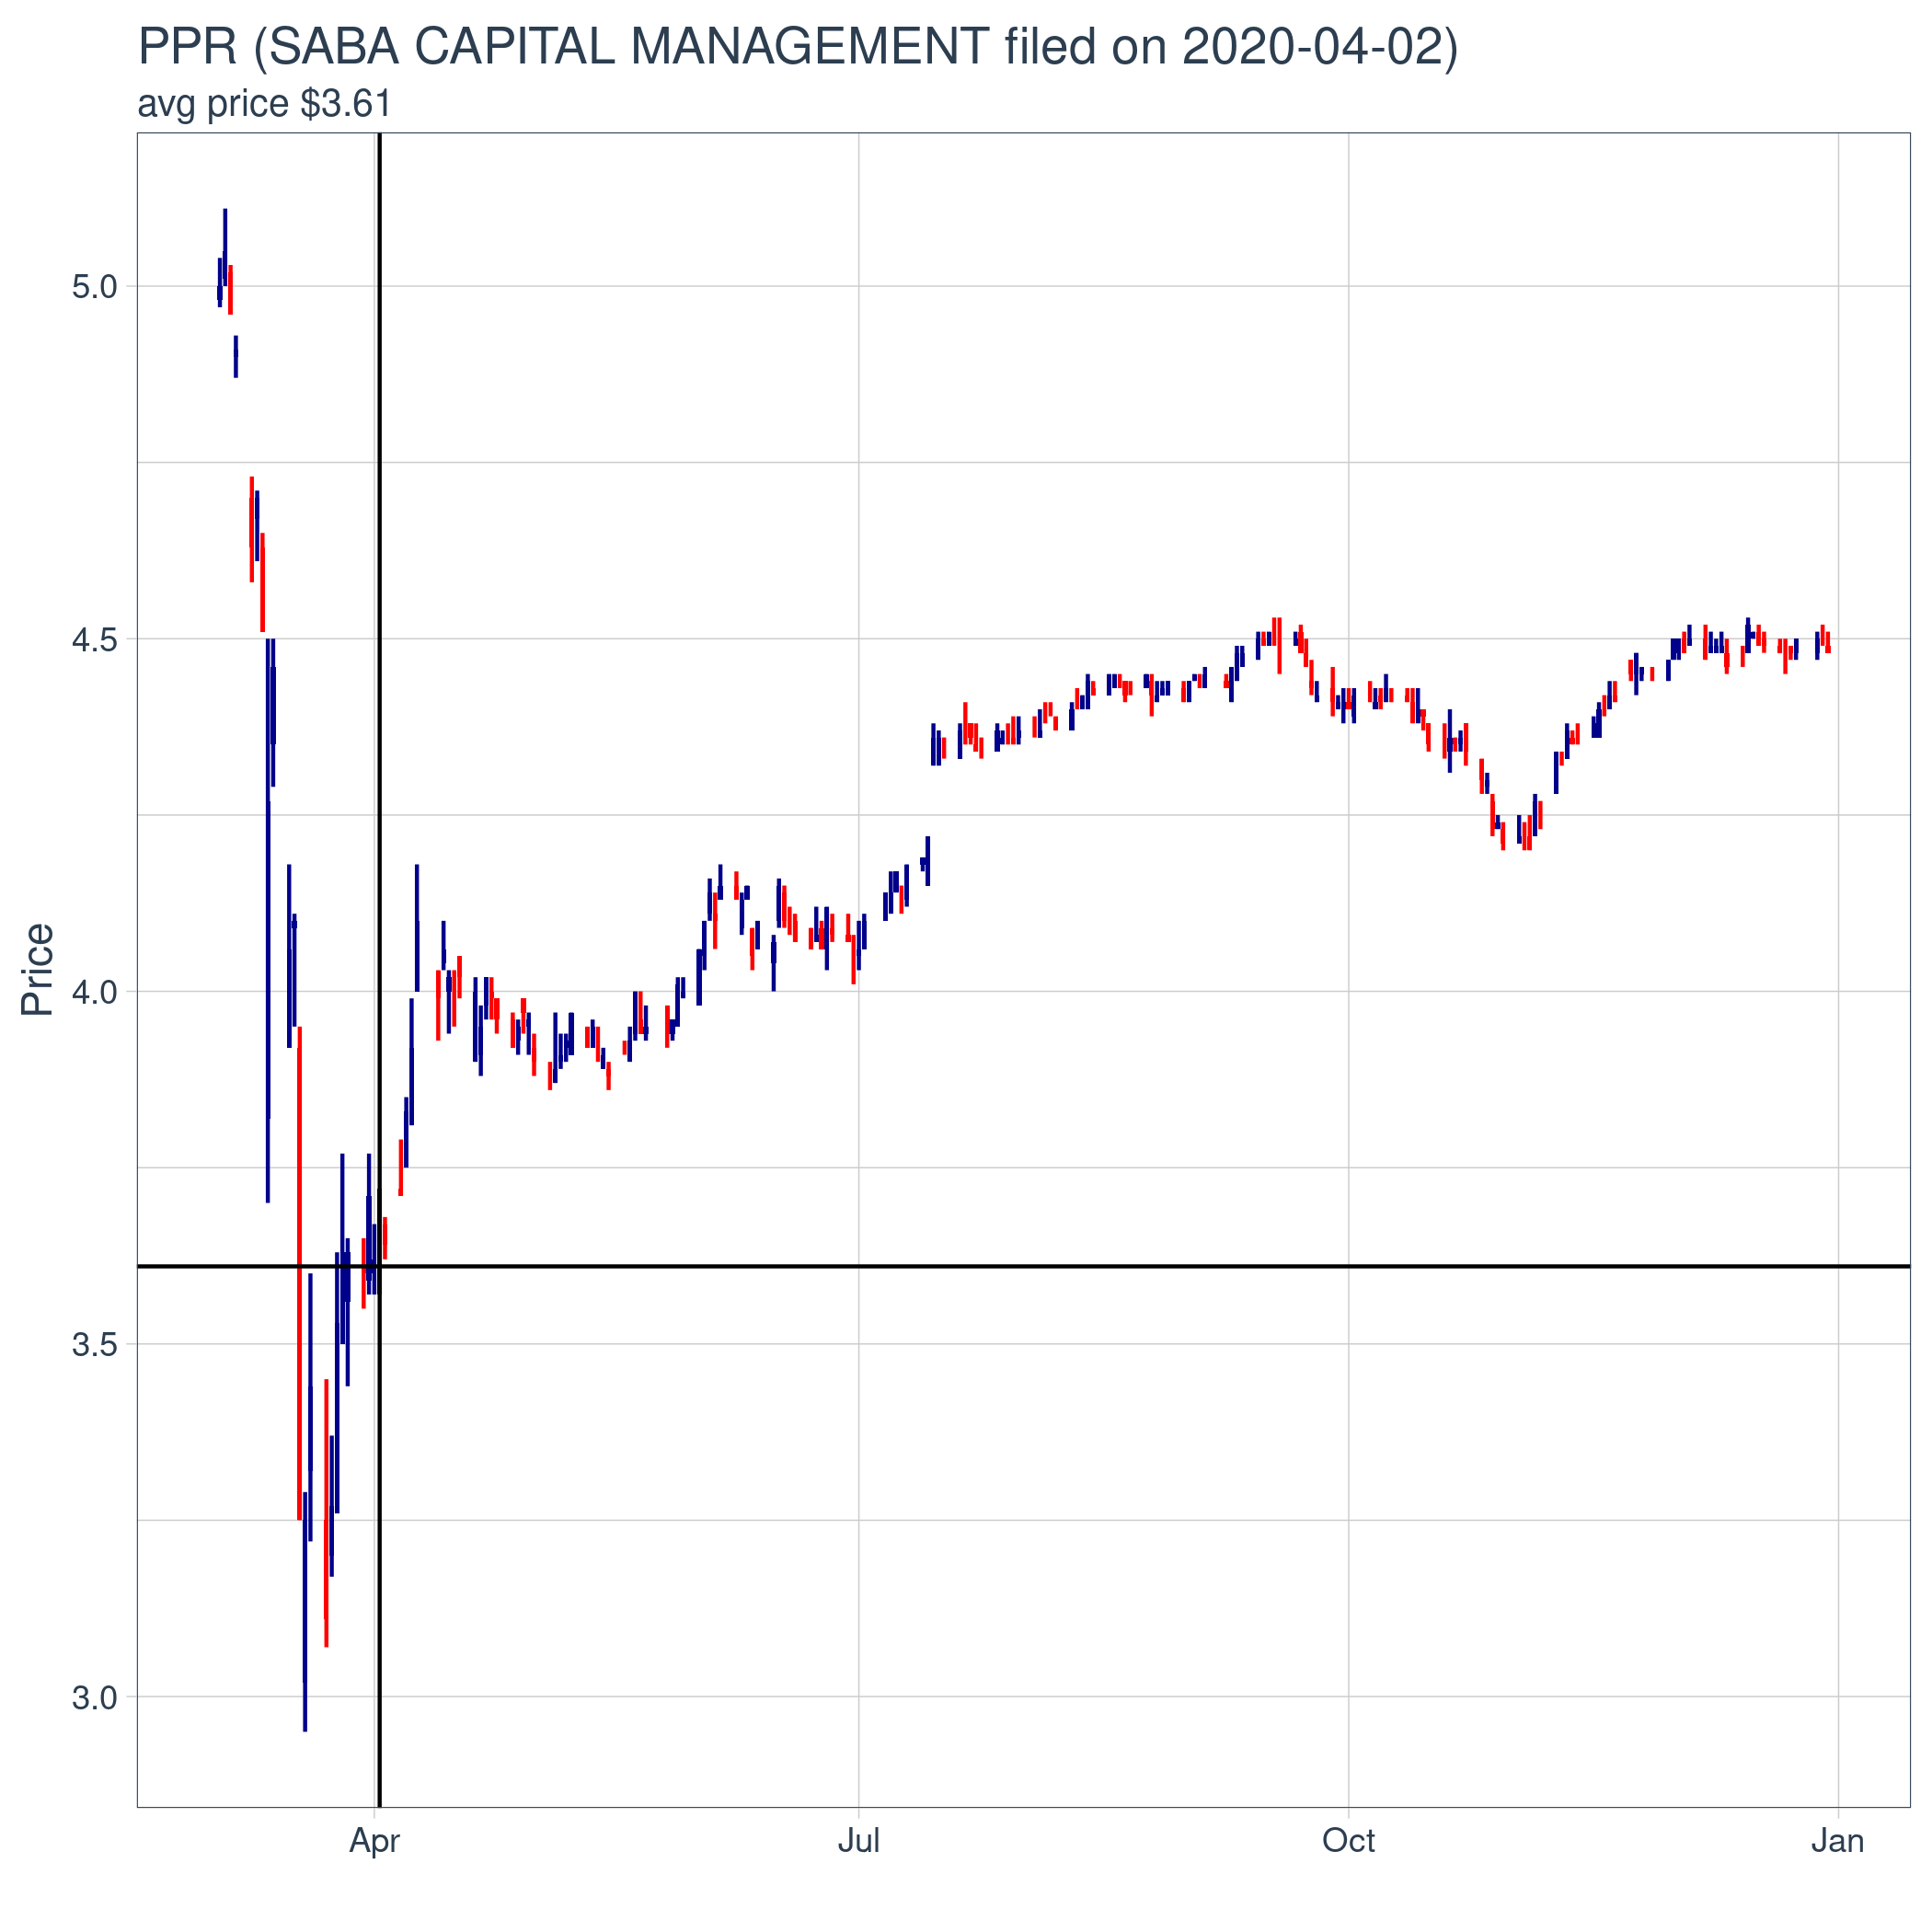 PPR (SABA CAPITAL MANAGEMENT filed on 2020-04-02)
avg price $3.61
5.0
4.5
4.0
3.5
3.0
Price
Apr Jul Oct Jan